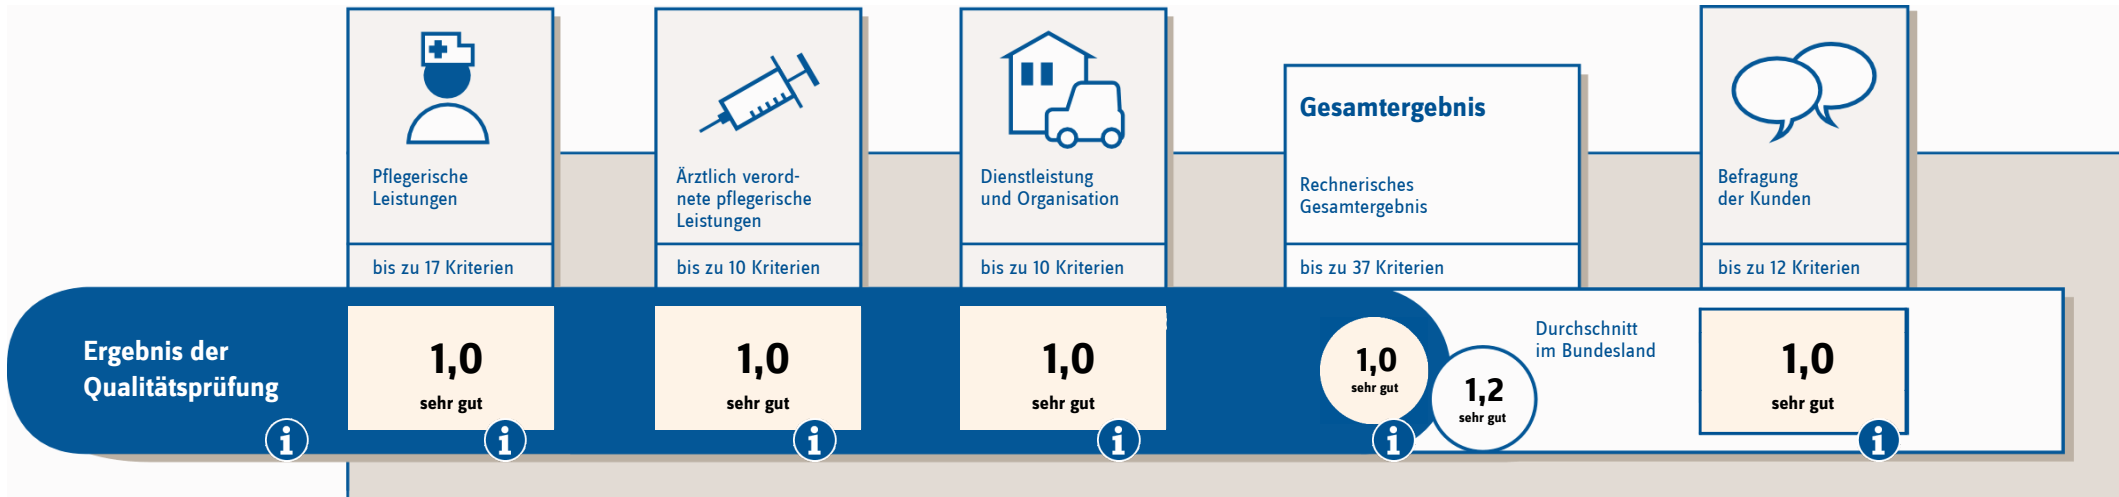 Pflegerische
Leistungen
bis zu 17 Kriterien
Ärztlich verord-
nete pflegerische
Leistungen
bis zu 10 Kriterien
Dienstleistung
und Organisation
bis zu 10 Kriterien
Gesamtergebnis
Rechnerisches
Gesamtergebnis
bis zu 37 Kriterien
Befragung
der Kunden
bis zu 12 Kriterien
Ergebnis der
Qualitätsprüfung
i
1,0
sehr gut
i
1,0
sehr gut
i
1,0
sehr gut
i
1,0
sehr gut
i
1,2
sehr gut
Durchschnitt
im Bundesland
1,0
sehr gut
i